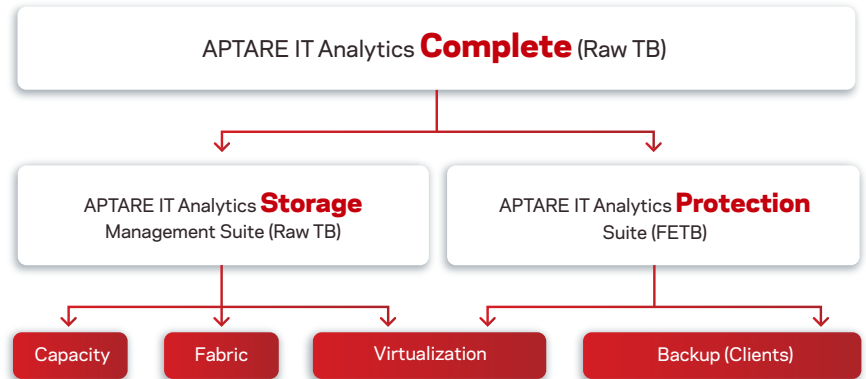 APTARE IT Analytics Complete (Raw TB)
APTARE IT Analytics Storage
Management Suite (Raw TB)
APTARE IT Analytics Protection
Suite (FETB)
Capacity
Fabric
Virtualization
Backup (Clients)